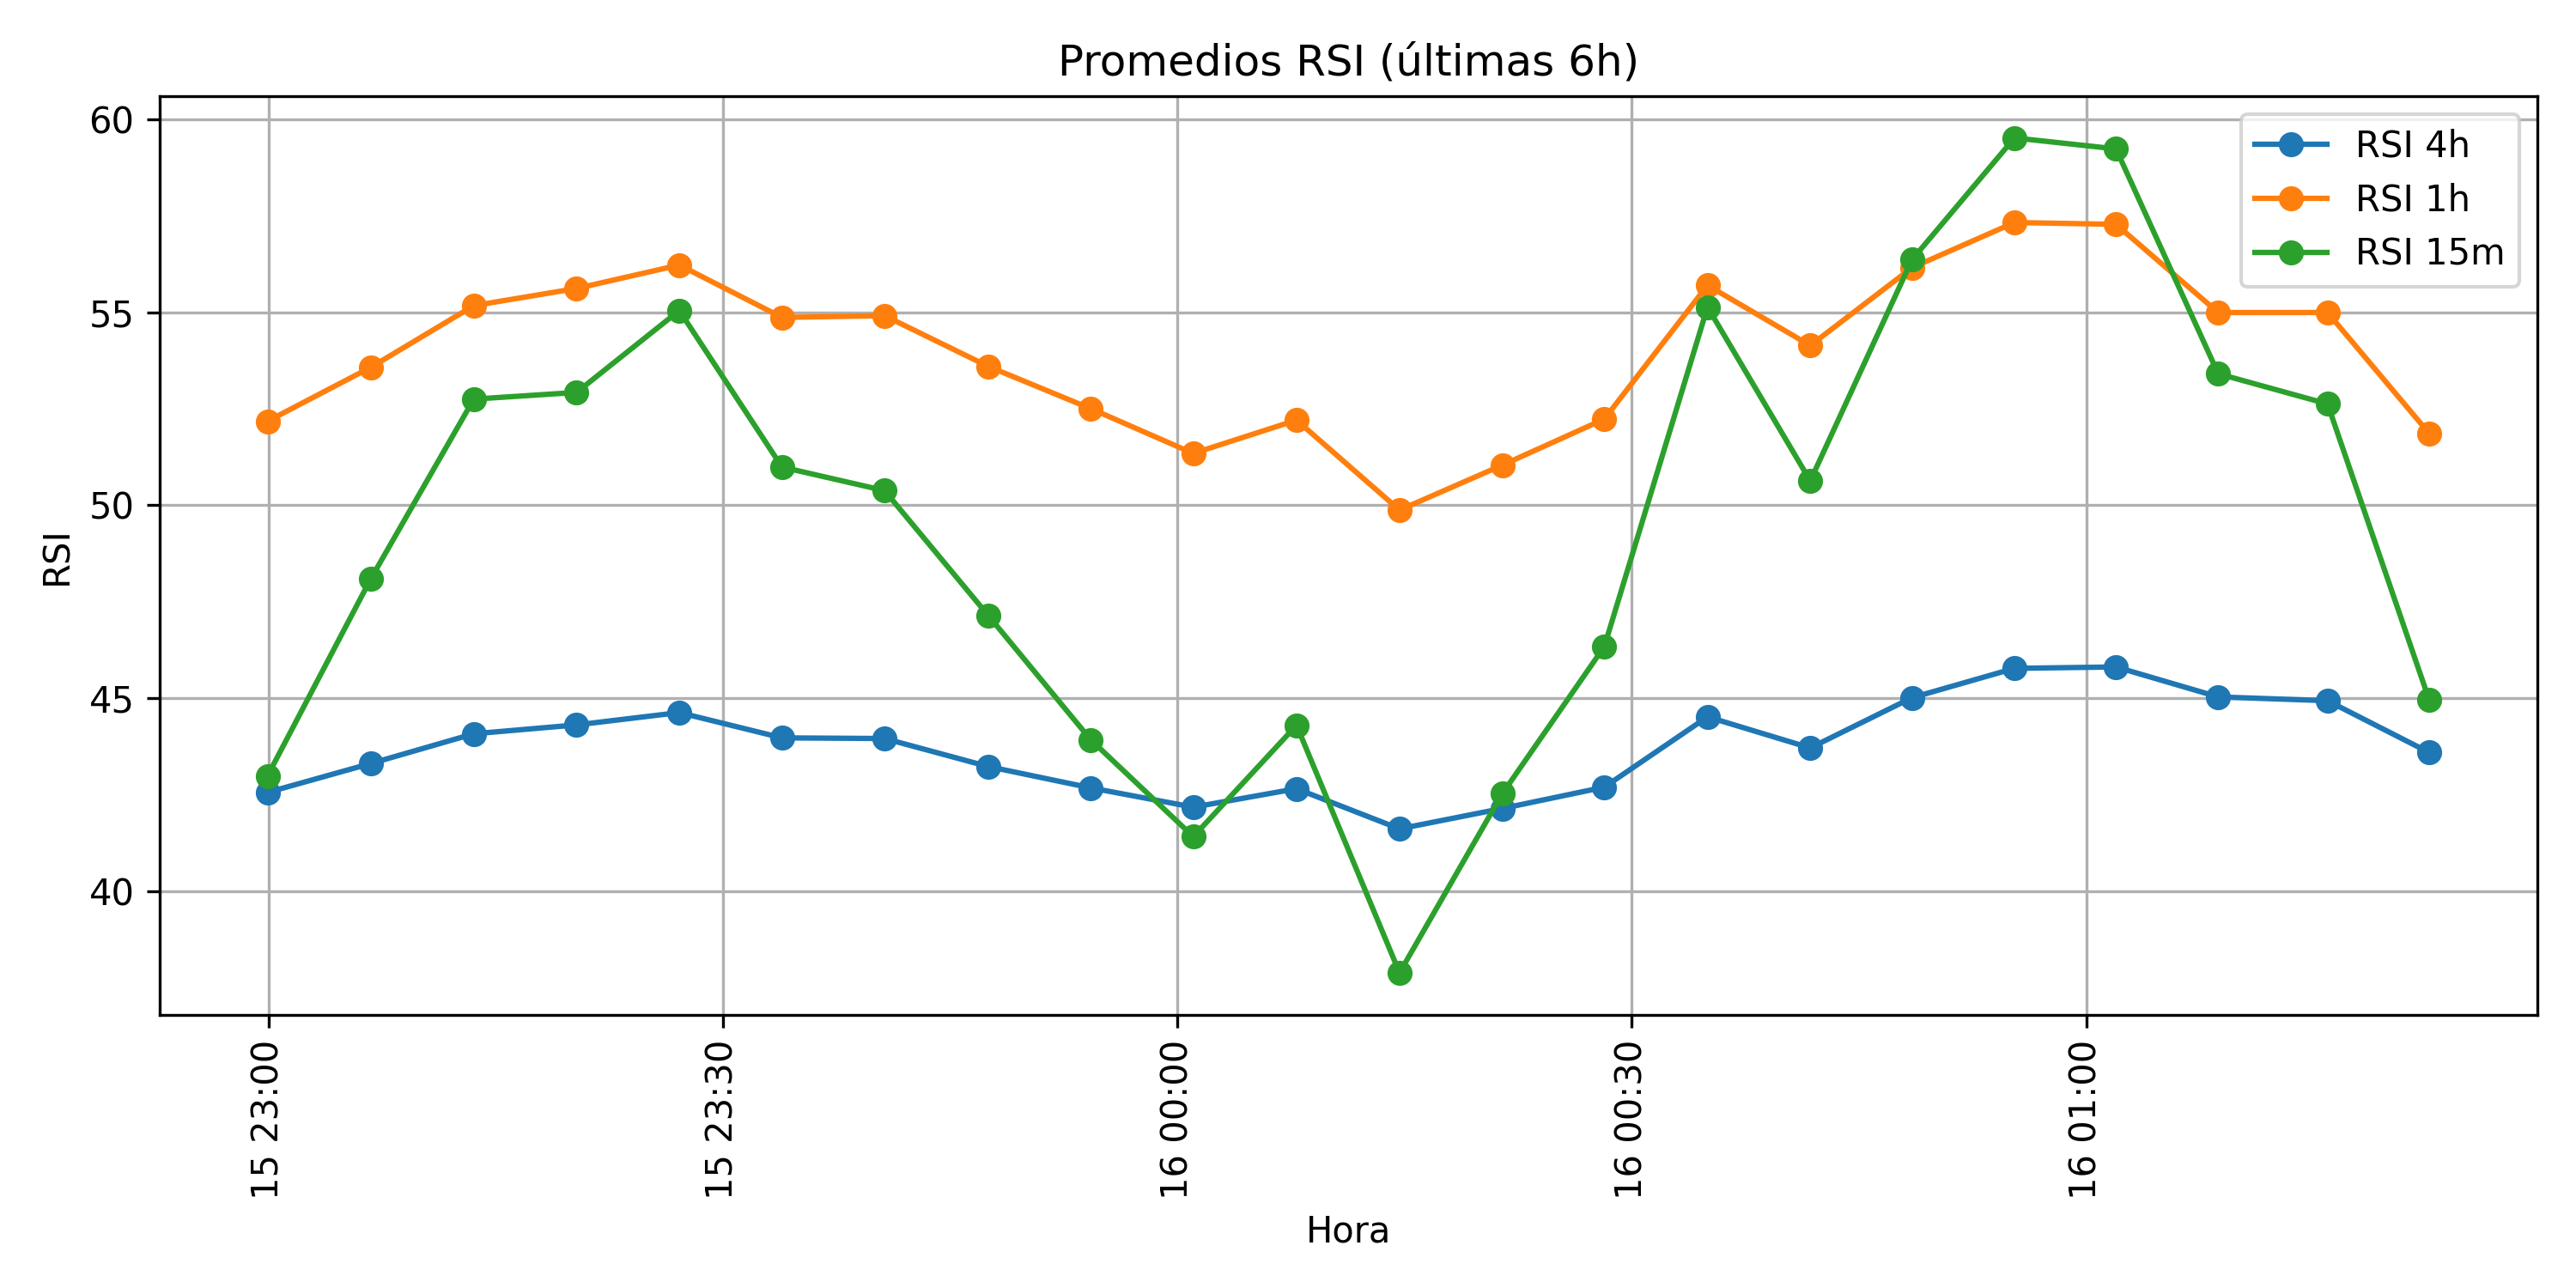 Promedios RSI (últimas 6h)
60
55
50
45
40
RSI
RSI 4h
RSI 1h
RSI 15m
15 23:00
15 23:30
16 00:00
16 00:30
16 01:00
Hora